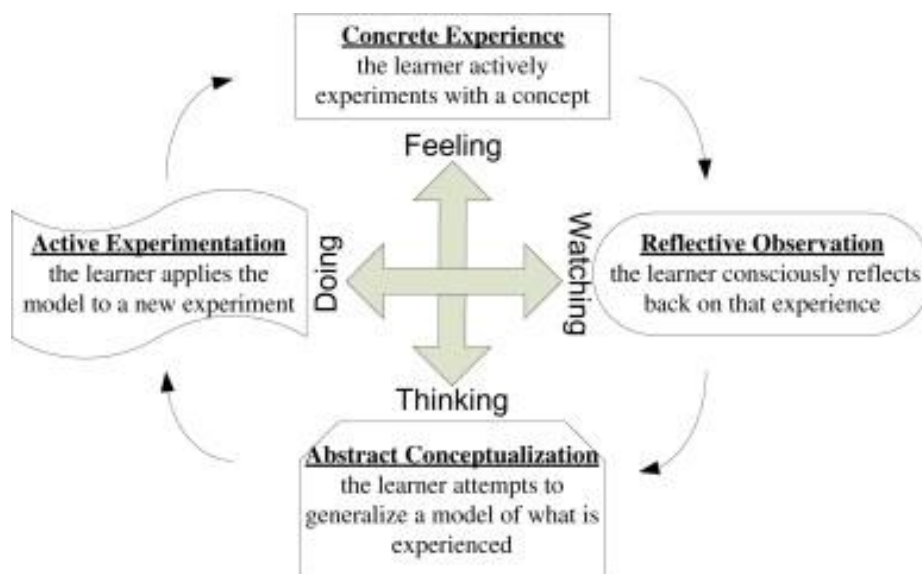 Concrete Experience
the learner actively
experiments with a concept
Feeling
Active Experimentation
the learner applies the
model to a new experiment
Doing
Watching
Reflective Observation
the learner consciously reflects
back on that experience
Thinking
Abstract Conceptualization
the learner attempts to
generalize a model of what is
experienced